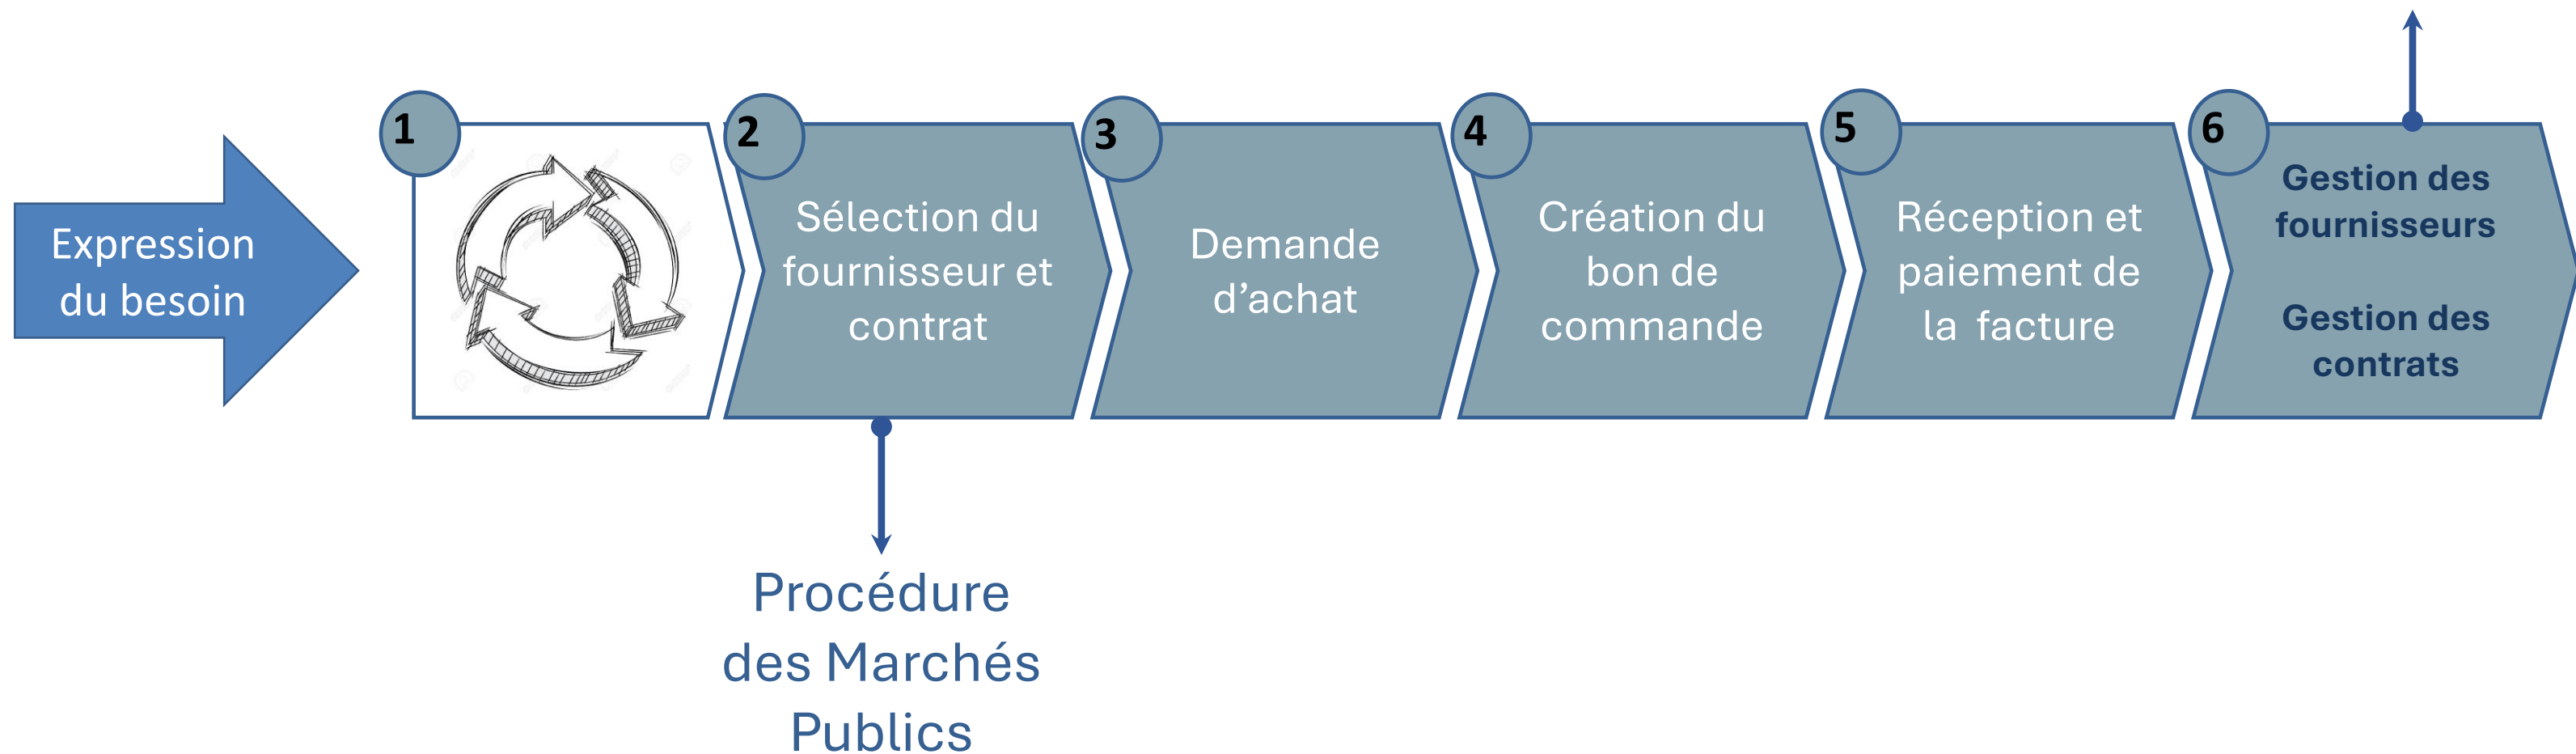 Expression
du besoin
1
2
Sélection du
fournisseur et
contrat
3
Demande
d’achat
4
Création du
bon de
commande
5
Réception et
paiement de
la  facture
6
Gestion des
fournisseurs
Gestion des
contrats
Procédure
des Marchés
Publics